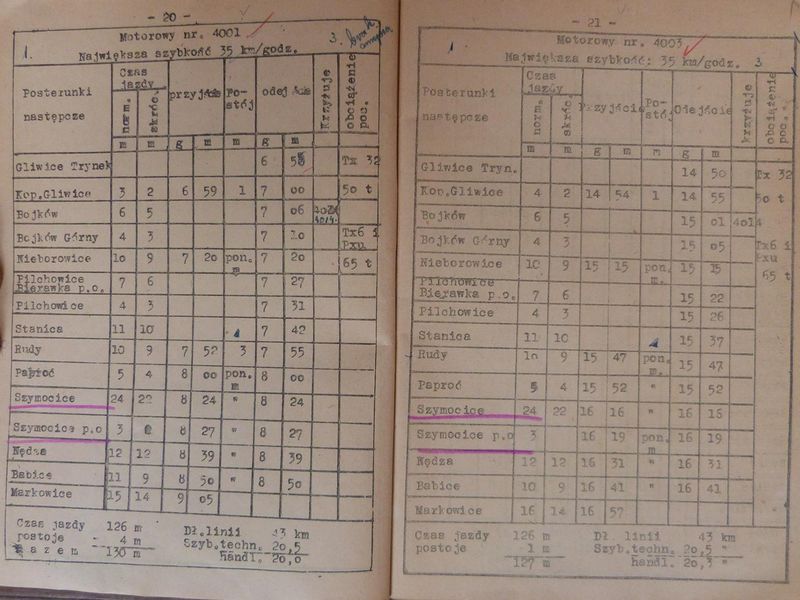 - 20 -
Motorowy nr. 4001
1. 3.
Największa szybkość 35 km/godz.
Posterunki następcze Czas jazdy norm. skróc. przyjście Postój odejście Krzyżuje obciążenie poc.
m m g m m g m
Gliwice Trynek 6 Tx 32
Kop.Gliwice 3 2 6 59 1 7 00 50 t
Bojków 6 5 7 06
Bojków Górny 4 3 7 10 Tx6 i Pxu
Nieborowice 10 9 7 20 pon. m 7 20 65 t
Pilchowice Bierawka p.o. 7 6 7 27
Pilchowice 4 3 7 31
Stanica 11 10 7 42
Rudy 10 9 7 52 3 7 55
Paproć 5 4 8 00 pon. m 8 00
Szymocice 24 22 8 24 " 8 24
Szymocice p.o 3 8 27 " 8 27
Nędza 12 12 8 39 " 8 39
Babice 11 9 8 50 " 8 50
Markowice 15 14 9 05
Czas jazdy 126 m Dł.linii 43 km
postoje - 4 m Szyb.techn. 20,5
Razem - 130 m handl. 20,0
- 21 -
Motorowy nr. 4003
1
Największa szybkość: 35 km/godz. 3
Posterunki następcze Czas jazdy norm. skróc. Przyjście Postój Odejście krzyżuje obciążenie poc.
m m g m m g m
Gliwice Tryn. 14 50 Tx 32
Kop.Gliwice 4 2 14 54 1 14 55 50 t
Bojków 6 5 15 01 4014
Bojków Górny 4 3 15 05 Tx6 i Pxu
Nieborowice 10 9 15 15 pon. m. 15 15 65 t
Pilchowice Bierawka p.o. 7 6 15 22
Pilchowice 4 3 15 26
Stanica 11 10 15 37
Rudy 10 9 15 47 pon. m. 15 47
Paproć 5 4 15 52 " 15 52
Szymocice 24 22 16 16 " 16 16
Szymocice p.o 3 16 19 pon. m 16 19
Nędza 12 12 16 31 " 16 31
Babice 10 9 16 41 " 16 41
Markowice 16 14 16 57
Czas jazdy 126 m Dł. linii 43 km
postoje - 1 m Szyb.techn. 20,5 "
127 m handl. 20,3 "